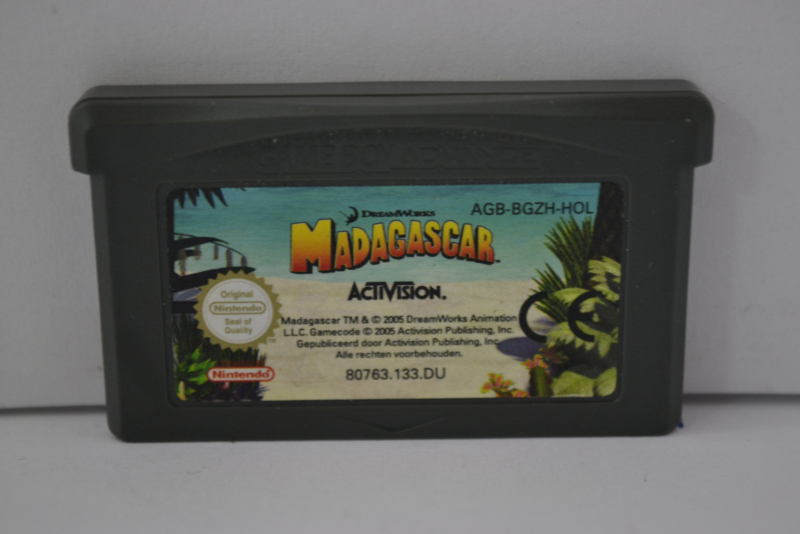 GAME BOY ADVANCE
DREAMWORKS
AGB-BGZH-HOL
MADAGASCAR
ACTIVISION.
Original
Nintendo
Seal of
Quality
Madagascar TM & © 2005 DreamWorks Animation
L.L.C. Gamecode © 2005 Activision Publishing, Inc.
Gepubliceerd door Activision Publishing, Inc.
Alle rechten voorbehouden.
CE
Nintendo
80763.133.DU